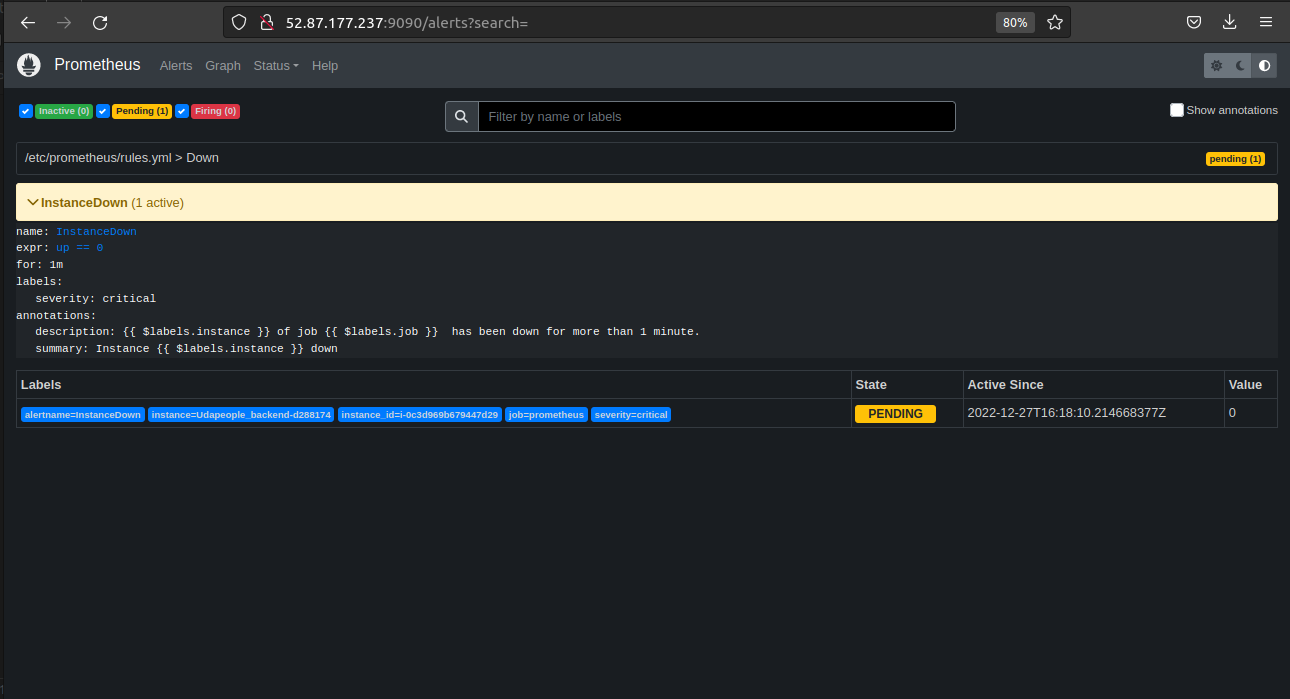 52.87.177.237:9090/alerts?search=
80%
Prometheus Alerts Graph Status Help
Inactive (0) Pending (1) Firing (0)
Filter by name or labels
Show annotations
/etc/prometheus/rules.yml > Down
pending (1)
InstanceDown (1 active)
name: InstanceDown
expr: up == 0
for: 1m
labels:
severity: critical
annotations:
description: {{ $labels.instance }} of job {{ $labels.job }}  has been down for more than 1 minute.
summary: Instance {{ $labels.instance }} down
Labels State Active Since Value
alertname=InstanceDown instance=Udapeople_backend-d288174 instance_id=i-0c3d969b679447d29 job=prometheus severity=critical PENDING 2022-12-27T16:18:10.214668377Z 0